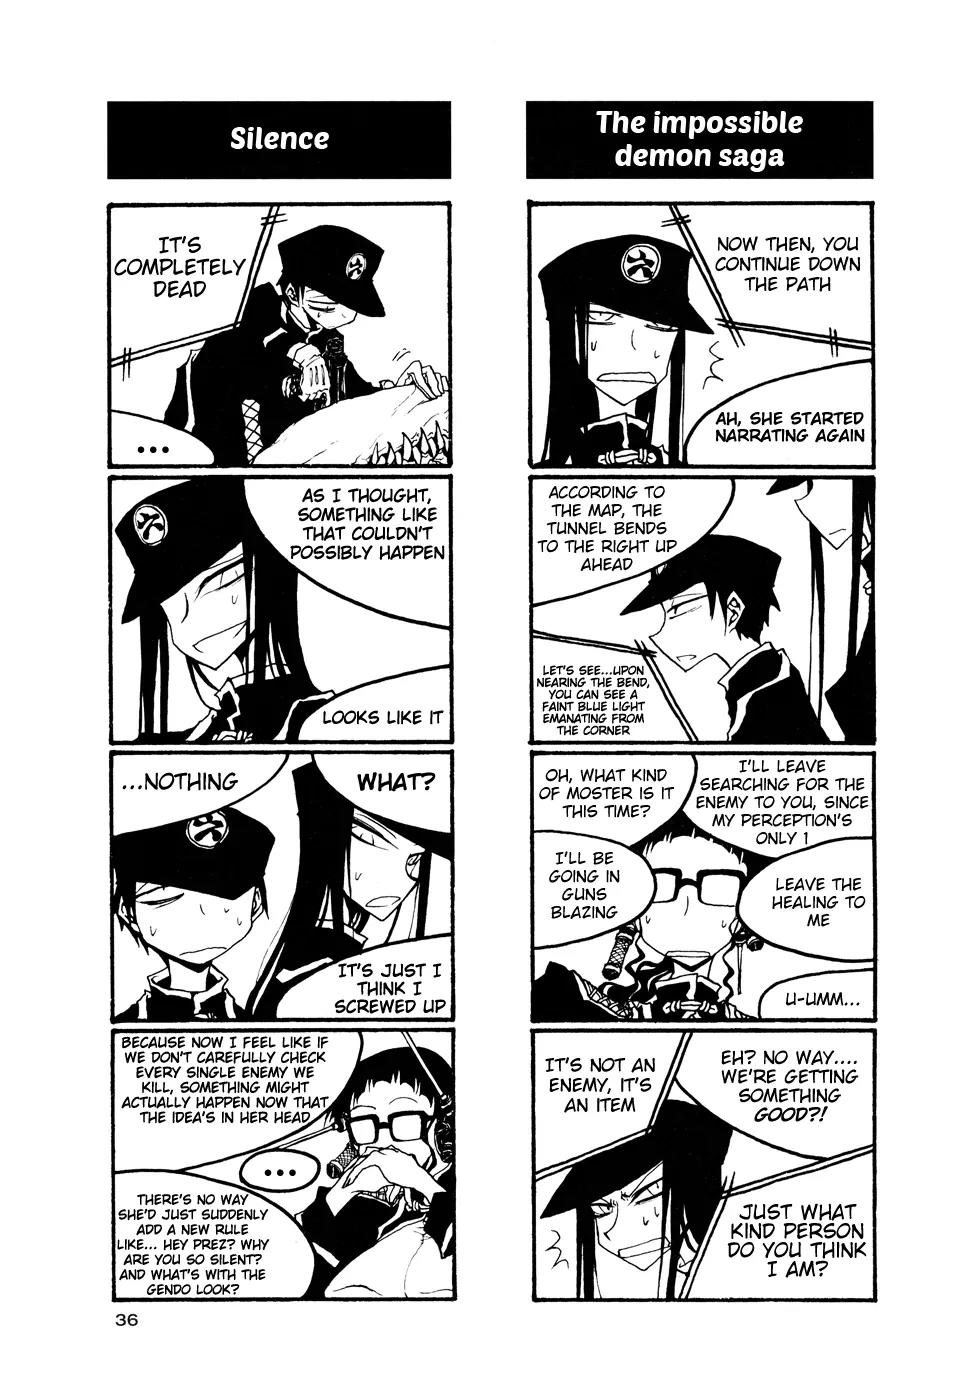 The impossible
demon saga
NOW THEN, YOU
CONTINUE DOWN
THE PATH
AH, SHE STARTED
NARRATING AGAIN
ACCORDING TO
THE MAP, THE
TUNNEL BENDS
TO THE RIGHT UP
AHEAD
LET'S SEE...UPON
NEARING THE BEND,
YOU CAN SEE A
FAINT BLUE LIGHT
EMANATING FROM
THE CORNER
I'LL LEAVE
SEARCHING FOR THE
ENEMY TO YOU, SINCE
MY PERCEPTION'S
ONLY 1
OH, WHAT KIND
OF MOSTER IS IT
THIS TIME?
LEAVE THE
HEALING TO
ME
I'LL BE
GOING IN
GUNS
BLAZING
U-UMM...
EH? NO WAY....
WE'RE GETTING
SOMETHING
GOOD?!
IT'S NOT AN
ENEMY, IT'S
AN ITEM
JUST WHAT
KIND PERSON
DO YOU THINK
I AM?
Silence
IT'S
COMPLETELY
DEAD
...
六
AS I THOUGHT,
SOMETHING LIKE
THAT COULDN'T
POSSIBLY HAPPEN
LOOKS LIKE IT
WHAT?
...NOTHING
IT'S JUST I
THINK I
SCREWED UP
BECAUSE NOW I FEEL LIKE IF
WE DON'T CAREFULLY CHECK
EVERY SINGLE ENEMY WE
KILL, SOMETHING MIGHT
ACTUALLY HAPPEN NOW THAT
THE IDEA'S IN HER HEAD
...
THERE'S NO WAY
SHE'D JUST SUDDENLY
ADD A NEW RULE
LIKE... HEY PREZ? WHY
ARE YOU SO SILENT?
AND WHAT'S WITH THE
GENDO LOOK?
36